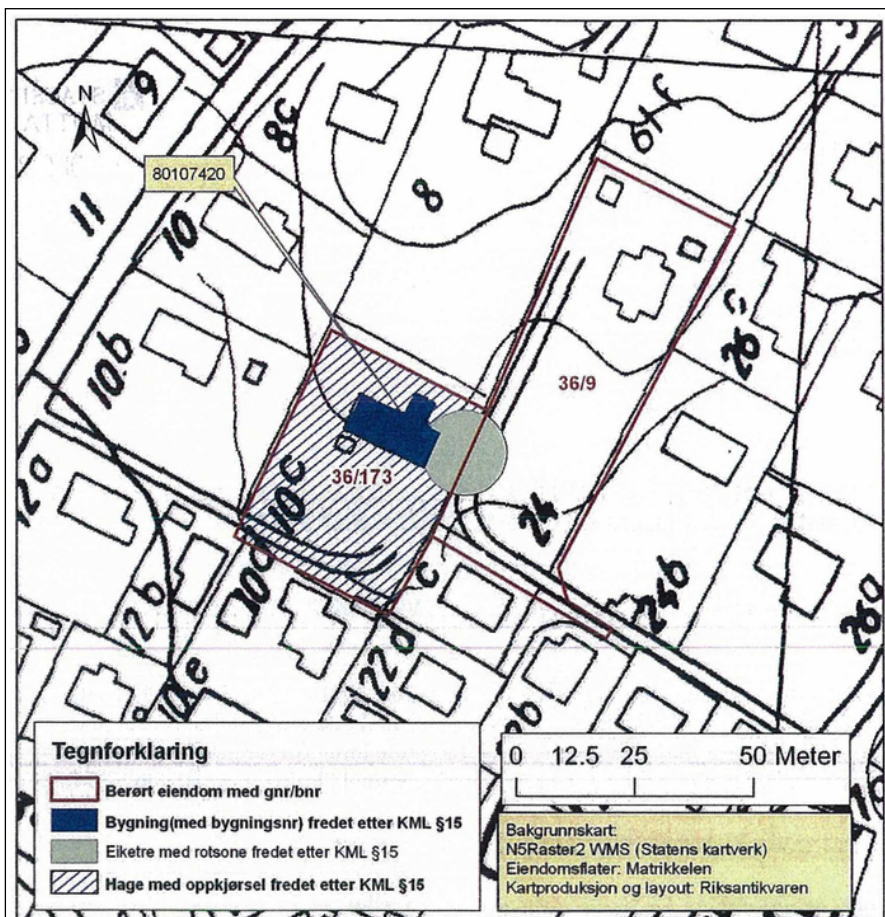 N
9
8c
10
11
8
80107420
10b
36/9
26c
12a
36/173
10c
24
10d
c
24b
26a
12b
22d
10e
Tegnforklaring
Berørt eiendom med gnr/bnr
Bygning(med bygningsnr) fredet etter KML §15
Eiketre med rotsone fredet etter KML §15
Hage med oppkjørsel fredet etter KML §15
0 12.5 25 50 Meter
Bakgrunnskart:
N5Raster2 WMS (Statens kartverk)
Eiendomsflater: Matrikkelen
Kartproduksjon og layout: Riksantikvaren